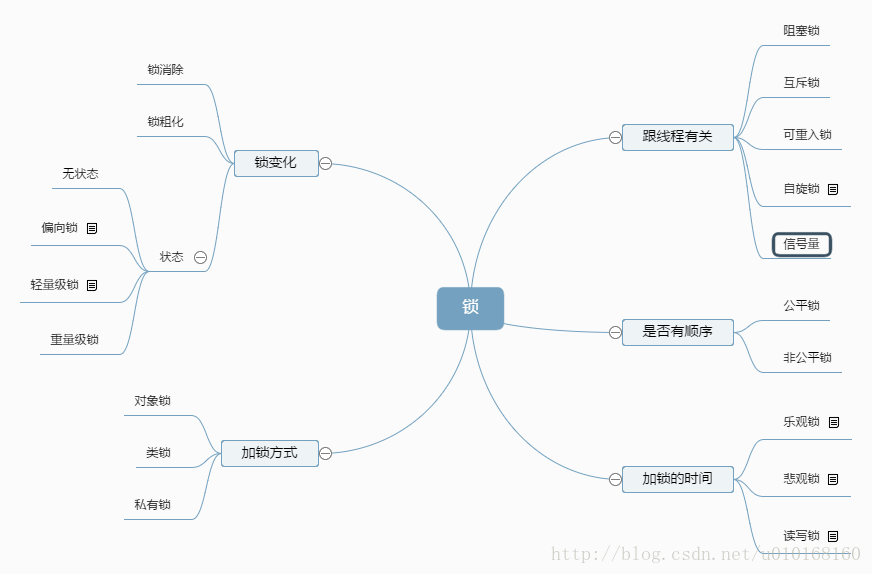 锁
跟线程有关
阻塞锁
互斥锁
可重入锁
自旋锁
信号量
是否有顺序
公平锁
非公平锁
加锁的时间
乐观锁
悲观锁
读写锁
锁变化
锁消除
锁粗化
状态
无状态
偏向锁
轻量级锁
重量级锁
加锁方式
对象锁
类锁
私有锁
http://blog.csdn.net/u010168160